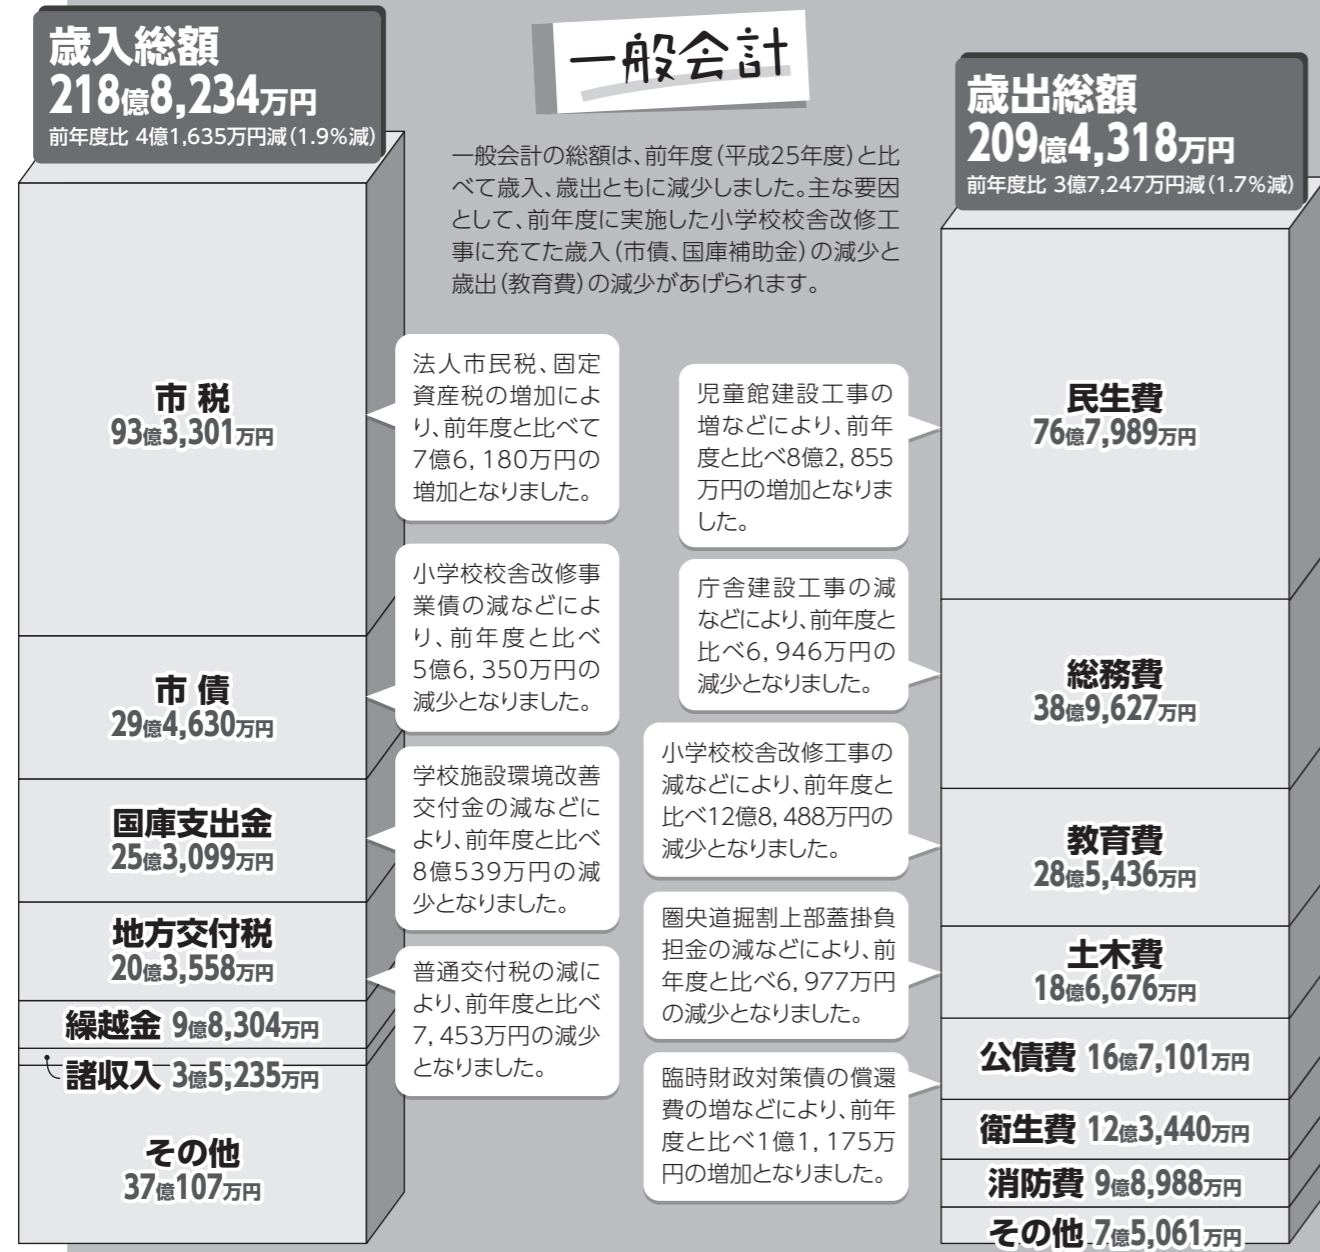 歳入総額
218億8,234万円
前年度比 4億1,635万円減(1.9%減)
市 税
93億3,301万円
市 債
29億4,630万円
国庫支出金
25億3,099万円
地方交付税
20億3,558万円
繰越金 9億8,304万円
諸収入 3億5,235万円
その他
37億107万円
一般会計
一般会計の総額は、前年度(平成25年度)と比
べて歳入、歳出ともに減少しました。主な要因
として、前年度に実施した小学校校舎改修工
事に充てた歳入(市債、国庫補助金)の減少と
歳出(教育費)の減少があげられます。
法人市民税、固定
資産税の増加によ
り、前年度と比べて
7億6,180万円の
増加となりました。
小学校校舎改修事
業債の減などによ
り、前年度と比べ
5億6,350万円の
減少となりました。
学校施設環境改善
交付金の減などに
より、前年度と比べ
8億539万円の減
少となりました。
普通交付税の減に
より、前年度と比べ
7,453万円の減少
となりました。
児童館建設工事の
増などにより、前年
度と比べ8億2,855
万円の増加となりま
した。
庁舎建設工事の減
などにより、前年度と
比べ6,946万円の
減少となりました。
小学校校舎改修工事の
減などにより、前年度と
比べ12億8,488万円の
減少となりました。
圏央道掘割上部蓋掛負
担金の減などにより、前
年度と比べ6,977万円
の減少となりました。
臨時財政対策債の償還
費の増などにより、前年
度と比べ1億1,175万
円の増加となりました。
歳出総額
209億4,318万円
前年度比 3億7,247万円減(1.7%減)
民生費
76億7,989万円
総務費
38億9,627万円
教育費
28億5,436万円
土木費
18億6,676万円
公債費 16億7,101万円
衛生費 12億3,440万円
消防費 9億8,988万円
その他 7億5,061万円